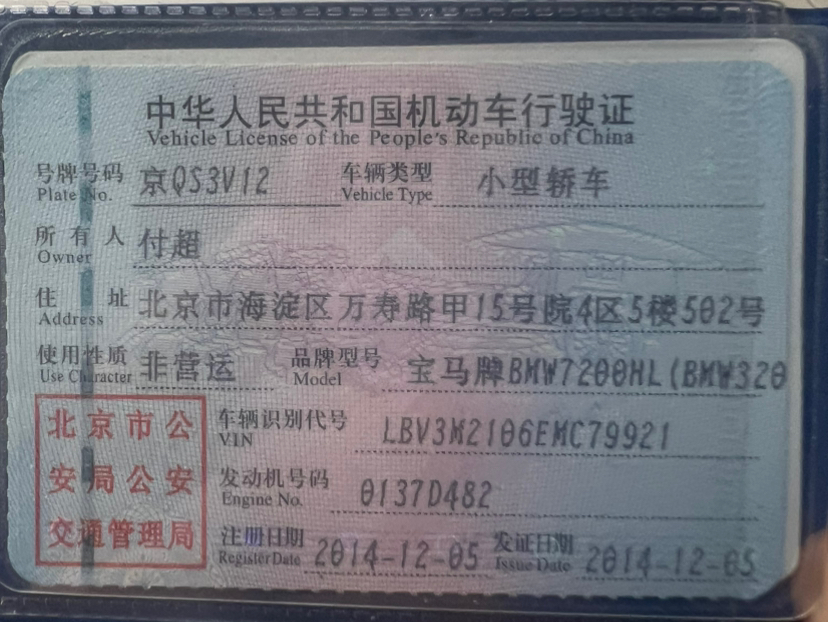 中华人民共和国机动车行驶证
Vehicle License of the People's Republic of China
号牌号码 京QS3V12 车辆类型 小型轿车
Plate No. Vehicle Type
所有人 付超
Owner
住址 北京市海淀区万寿路甲15号院4区5楼502号
Address
使用性质 非营运 品牌型号 宝马牌BMW7200HL(BMW320
Use Character Model
北京市公
安局公安
交通管理局
车辆识别代号 LBV3M2106EMC79921
VIN
发动机号码 0137D482
Engine No.
注册日期 2014-12-05 发证日期 2014-12-05
Register Date Issue Date